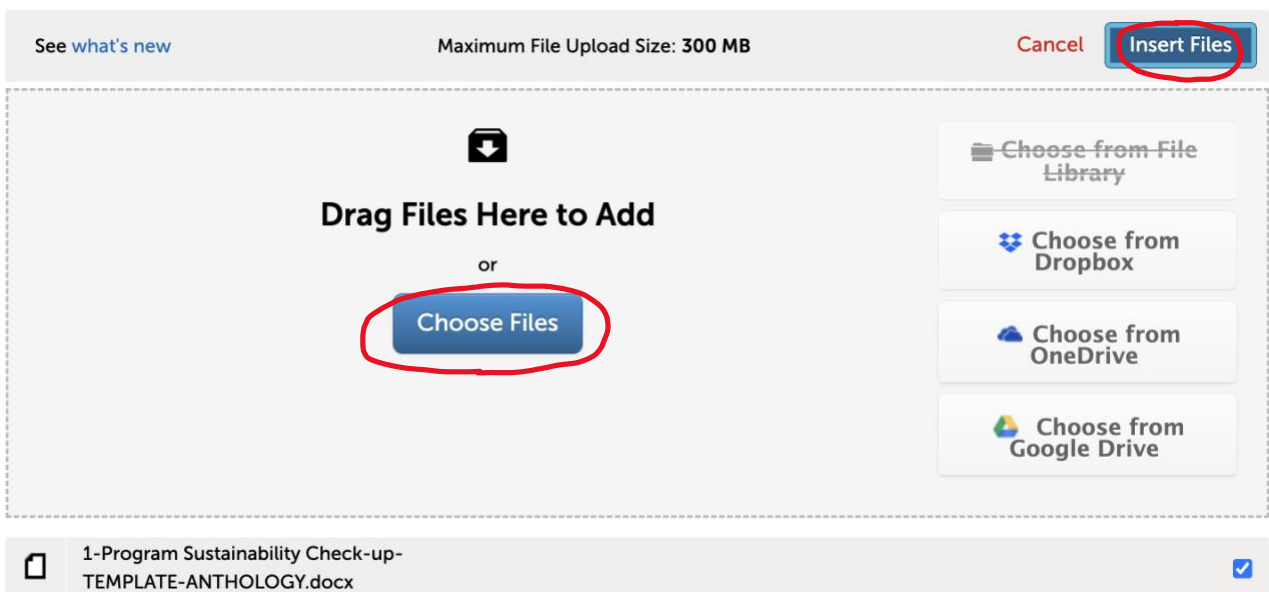 See what's new
Maximum File Upload Size: 300 MB
Cancel
Insert Files
Drag Files Here to Add
or
Choose Files
Choose from File
Library
Choose from
Dropbox
Choose from
OneDrive
Choose from
Google Drive
1-Program Sustainability Check-up-
TEMPLATE-ANTHOLOGY.docx